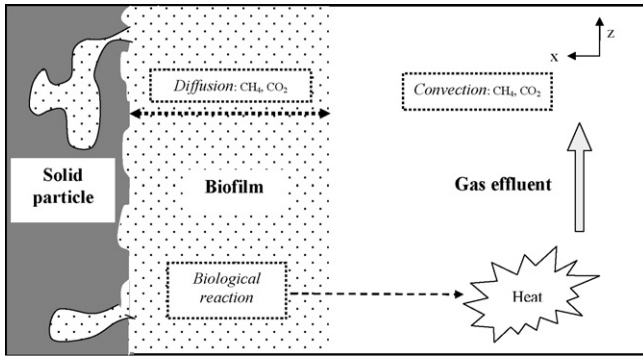 z
x
Diffusion: CH4, CO2
Convection: CH4, CO2
Solid
particle
Biofilm
Gas effluent
Biological
reaction
Heat